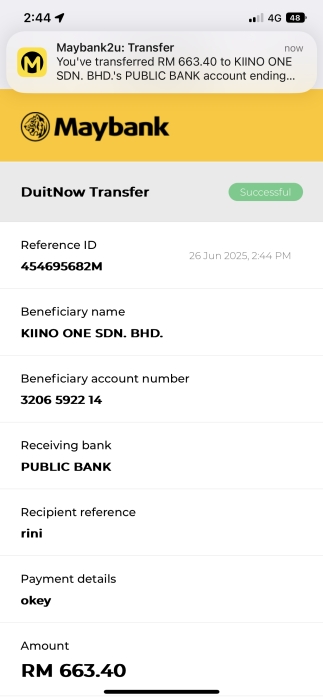 2:44
4G 48
Maybank2u: Transfer now
You've transferred RM 663.40 to KIINO ONE
SDN. BHD.'s PUBLIC BANK account ending...
Maybank
DuitNow Transfer Successful
Reference ID
26 Jun 2025, 2:44 PM
454695682M
Beneficiary name
KIINO ONE SDN. BHD.
Beneficiary account number
3206 5922 14
Receiving bank
PUBLIC BANK
Recipient reference
rini
Payment details
okey
Amount
RM 663.40